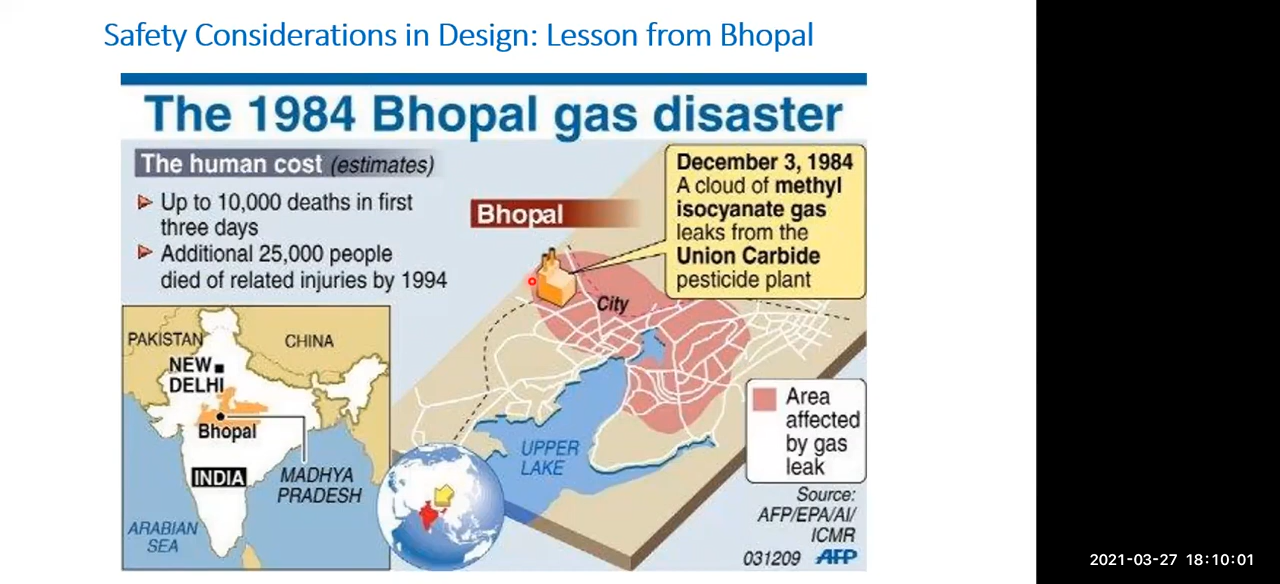 Safety Considerations in Design: Lesson from Bhopal
The 1984 Bhopal gas disaster
The human cost (estimates)
Up to 10,000 deaths in first
three days
Additional 25,000 people
died of related injuries by 1994
Bhopal
December 3, 1984
A cloud of methyl
isocyanate gas
leaks from the
Union Carbide
pesticide plant
City
UPPER
LAKE
PAKISTAN
CHINA
NEW
DELHI
Bhopal
INDIA
MADHYA
PRADESH
ARABIAN
SEA
Area
affected
by gas
leak
Source:
AFP/EPA/AI/
ICMR
031209 AFP
2021-03-27 18:10:01